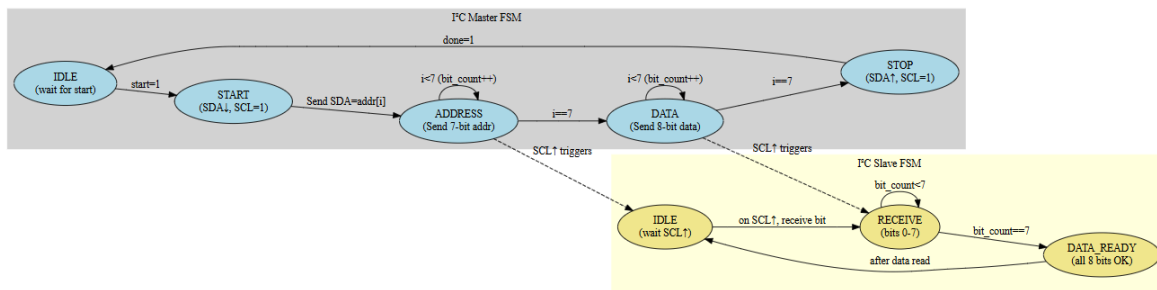 I²C Master FSM
done=1
IDLE
(wait for start)
start=1
START
(SDA↓, SCL=1)
Send SDA=addr[i]
i<7 (bit_count++)
ADDRESS
(Send 7-bit addr)
i==7
i<7 (bit_count++)
DATA
(Send 8-bit data)
i==7
STOP
(SDA↑, SCL=1)
SCL↑ triggers
SCL↑ triggers
I²C Slave FSM
IDLE
(wait SCL↑)
on SCL↑, receive bit
bit_count<7
RECEIVE
(bits 0-7)
bit_count==7
DATA_READY
(all 8 bits OK)
after data read